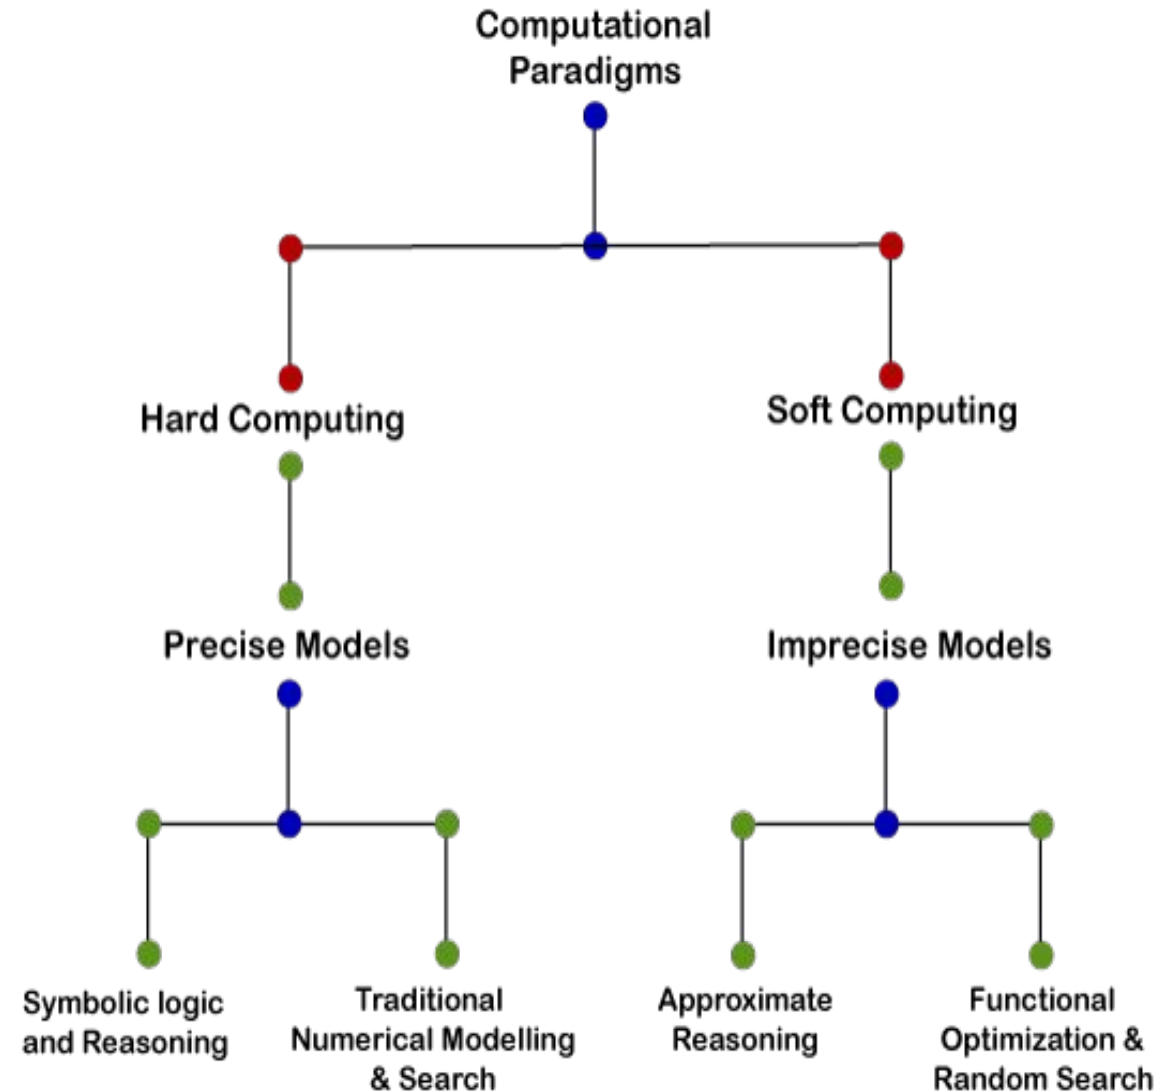 Computational
Paradigms
Hard Computing
Soft Computing
Precise Models
Imprecise Models
Symbolic logic
and Reasoning
Traditional
Numerical Modelling
& Search
Approximate
Reasoning
Functional
Optimization &
Random Search